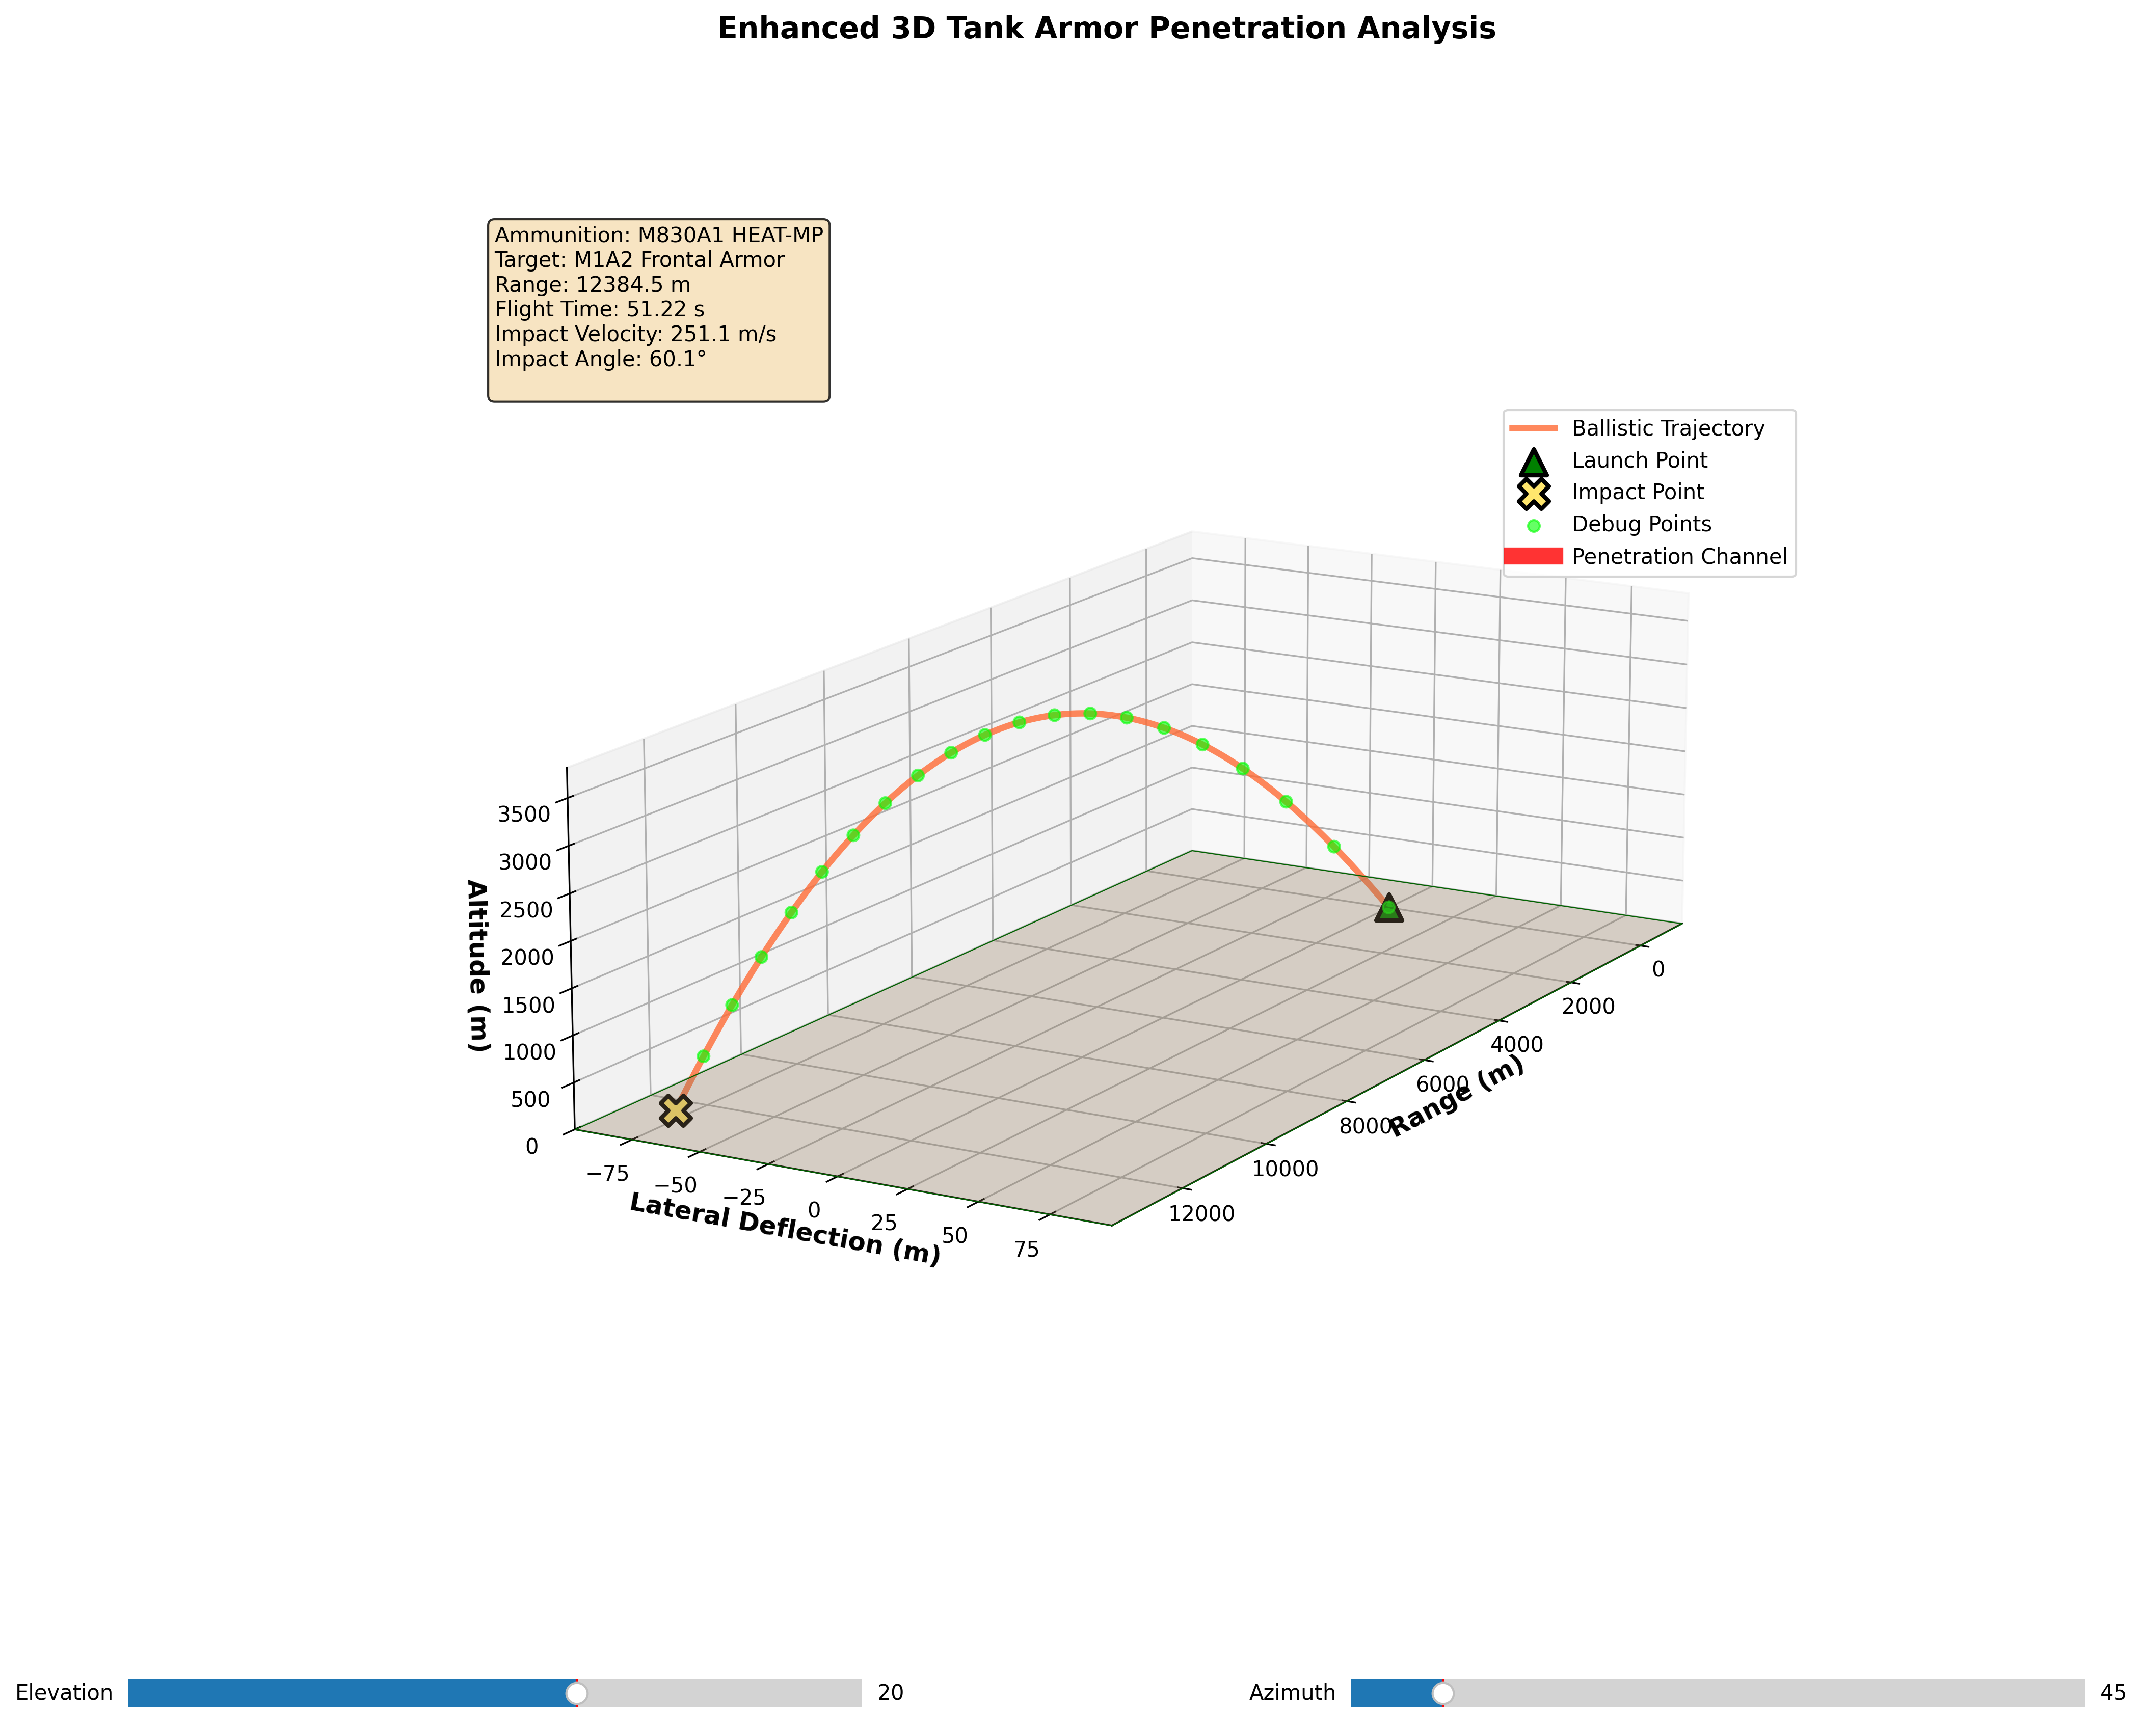 Enhanced 3D Tank Armor Penetration Analysis
Ammunition: M830A1 HEAT-MP
Target: M1A2 Frontal Armor
Range: 12384.5 m
Flight Time: 51.22 s
Impact Velocity: 251.1 m/s
Impact Angle: 60.1°
Ballistic Trajectory
Launch Point
Impact Point
Debug Points
Penetration Channel
Altitude (m)
3500
3000
2500
2000
1500
1000
500
0
Lateral Deflection (m)
−75
−50
−25
0
25
50
75
Range (m)
0
2000
4000
6000
8000
10000
12000
Elevation 20
Azimuth 45